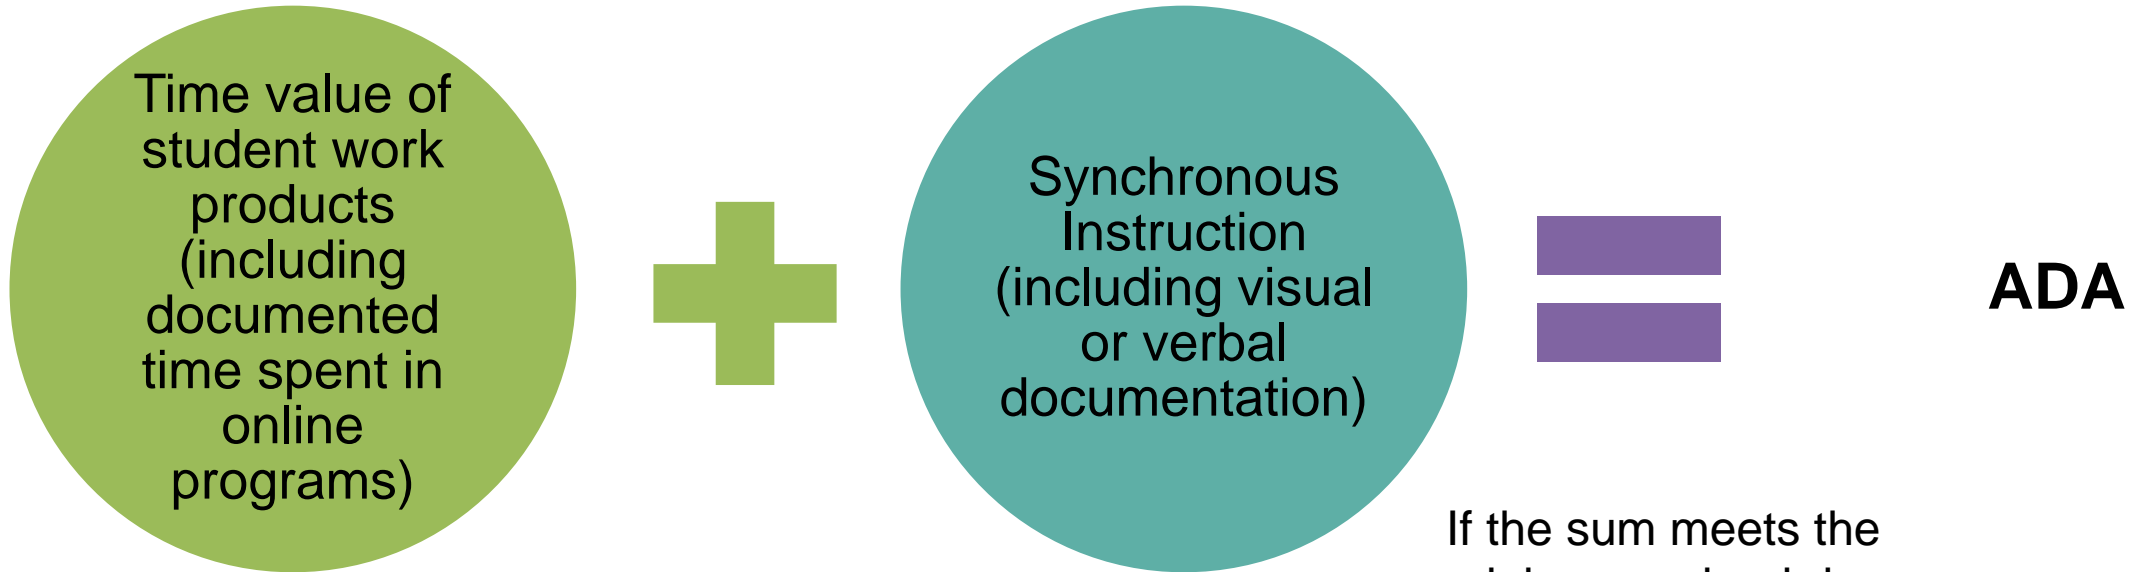 Time value of
student work
products
(including
documented
time spent in
online
programs)
Synchronous
Instruction
(including visual
or verbal
documentation)
ADA
If the sum meets the